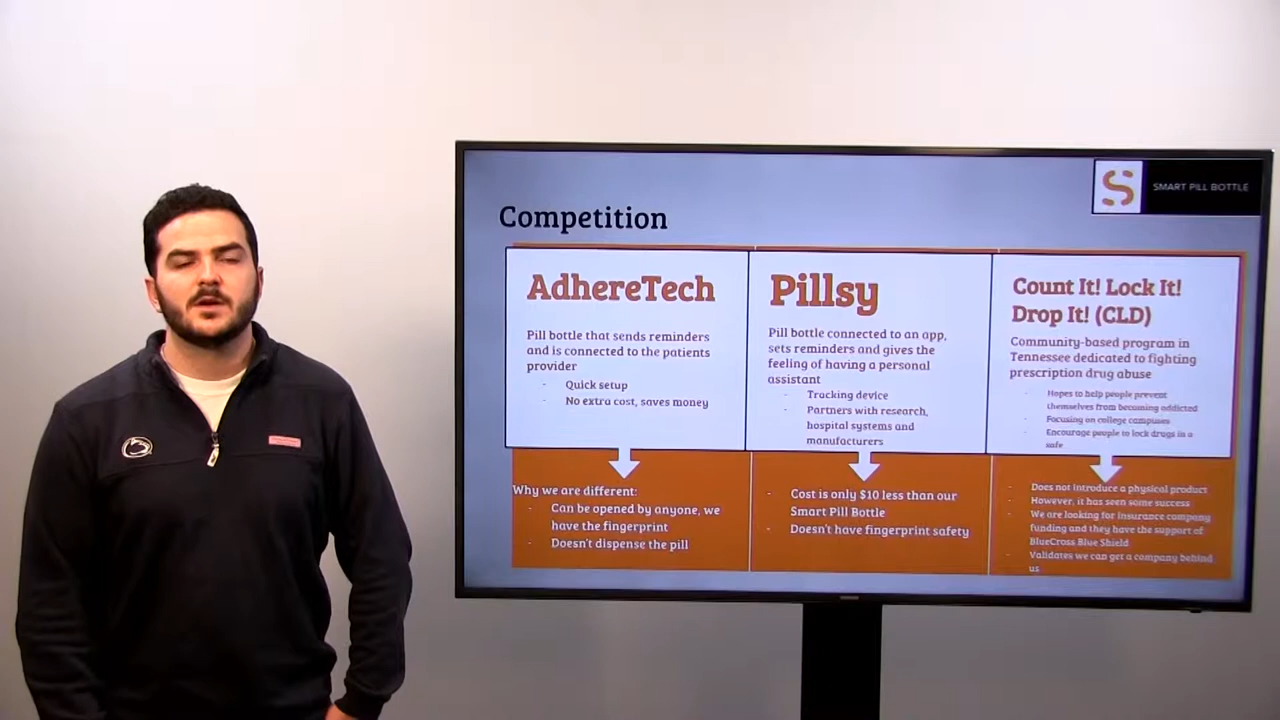 SMART PILL BOTTLE
Competition
AdhereTech
Pill bottle that sends reminders
and is connected to the patients
provider
- Quick setup
- No extra cost, saves money
Why we are different:
- Can be opened by anyone, we
have the fingerprint
- Doesn't dispense the pill
Pillsy
Pill bottle connected to an app,
sets reminders and gives the
feeling of having a personal
assistant
- Tracking device
- Partners with research,
hospital systems and
manufacturers
- Cost is only $10 less than our
Smart Pill Bottle
- Doesn't have fingerprint safety
Count It! Lock It!
Drop It! (CLD)
Community-based program in
Tennessee dedicated to fighting
prescription drug abuse
- Hopes to help people prevent
themselves from becoming addicted
- Focusing on college campuses
- Encourage people to lock drugs in a
safe
- Does not introduce a physical product
- However, it has seen some success
- We are looking for insurance company
funding and they have the support of
BlueCross Blue Shield
- Validates we can get a company behind
us